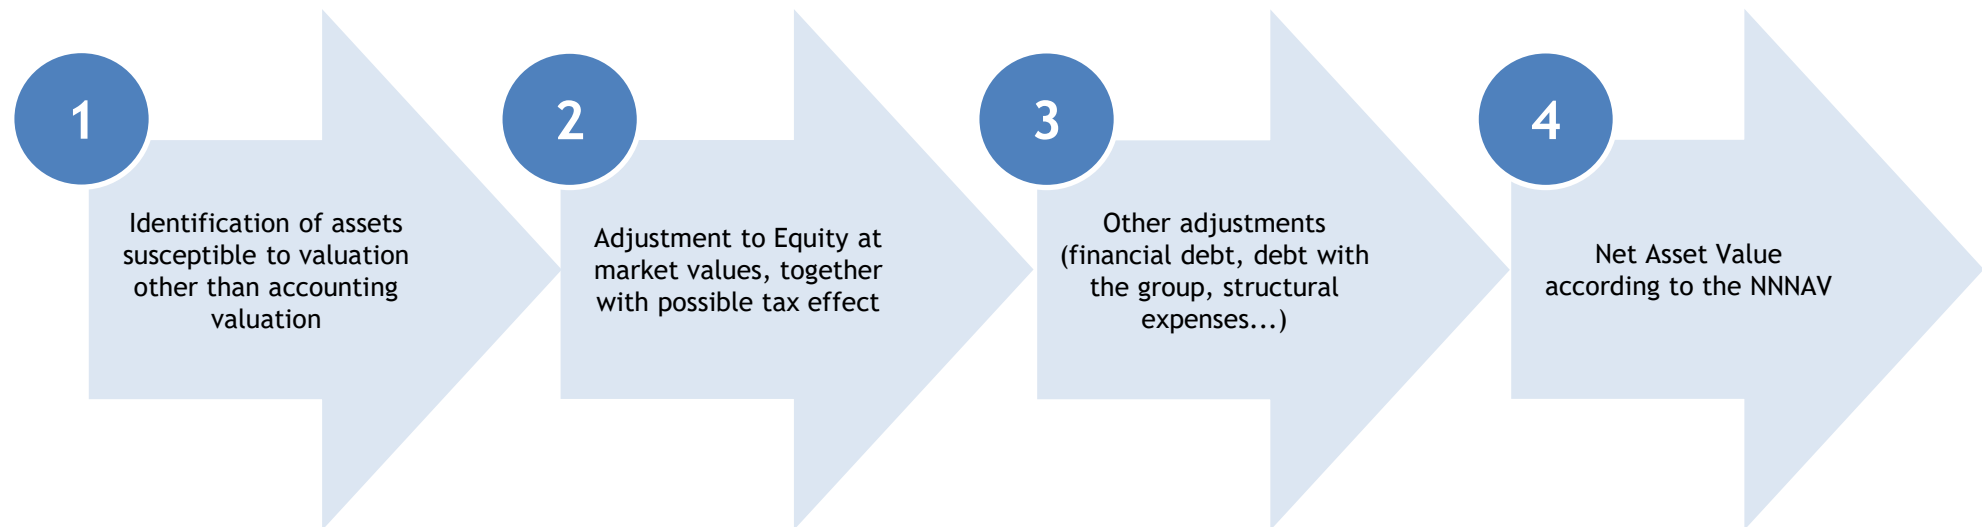 1
Identification of assets
susceptible to valuation
other than accounting
valuation
2
Adjustment to Equity at
market values, together
with possible tax effect
3
Other adjustments
(financial debt, debt with
the group, structural
expenses...)
4
Net Asset Value
according to the NNNAV